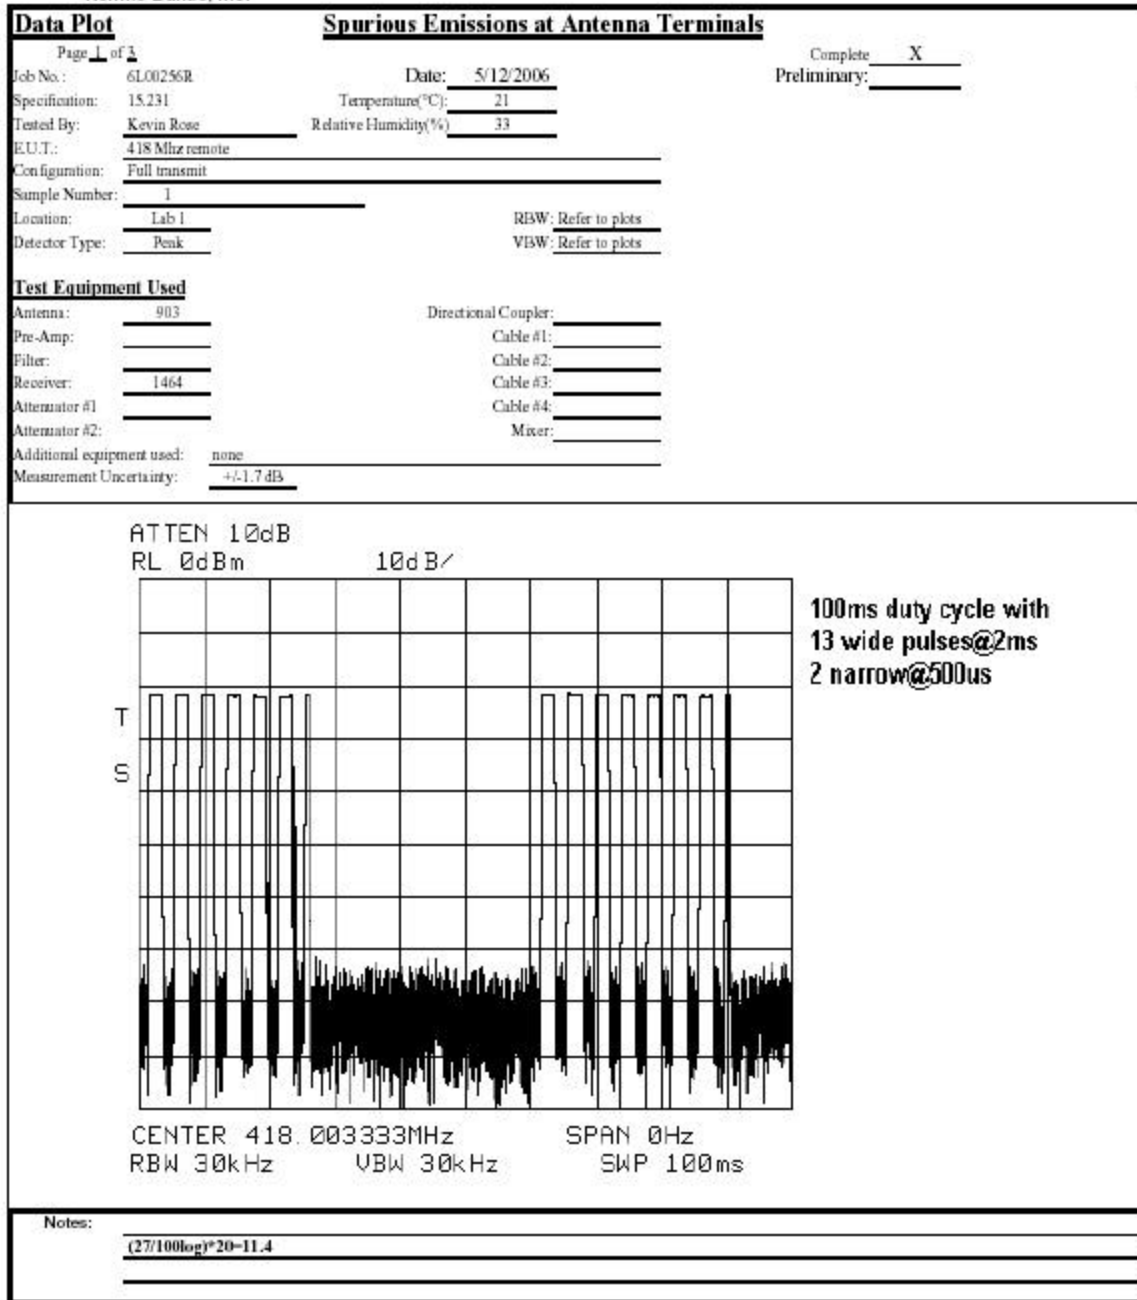 Data Plot Spurious Emissions at Antenna Terminals
Page 1 of 3 Complete X
Job No.: 6L00256R Date: 5/12/2006 Preliminary:
Specification: 15.231 Temperature(°C): 21
Tested By: Kevin Rose Relative Humidity(%) 33
E.U.T.: 418 Mhz remote
Configuration: Full transmit
Sample Number: 1
Location: Lab 1 RBW: Refer to plots
Detector Type: Peak VBW: Refer to plots
Test Equipment Used
Antenna: 903 Directional Coupler:
Pre-Amp: Cable #1:
Filter: Cable #2:
Receiver: 1464 Cable #3:
Attenuator #1 Cable #4:
Attenuator #2: Mixer:
Additional equipment used: none
Measurement Uncertainty: +/-1.7 dB
ATTEN 10dB
RL 0dBm 10dB/
100ms duty cycle with
13 wide pulses@2ms
2 narrow@500us
T
S
CENTER 418.003333MHz SPAN 0Hz
RBW 30kHz VBW 30kHz SWP 100ms
Notes:
(27/100log)*20=11.4